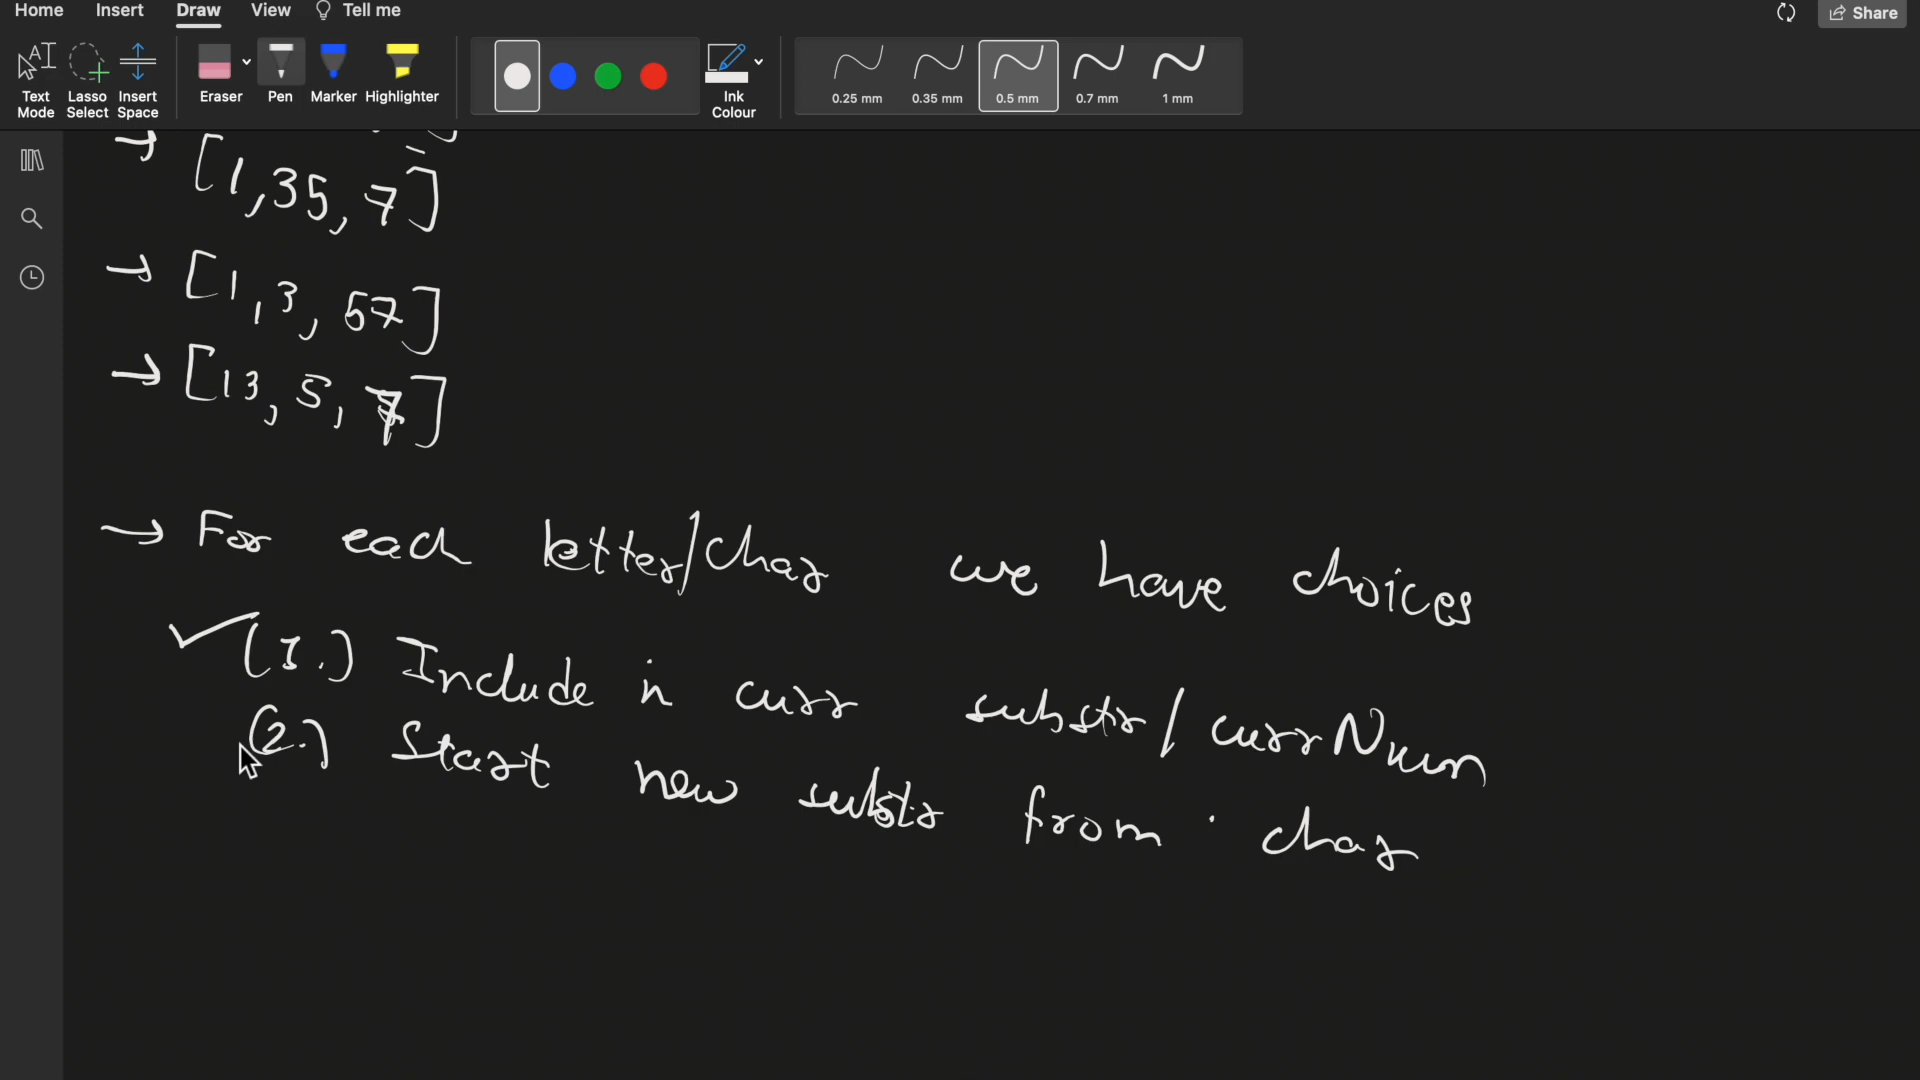 Home Insert Draw View Tell me
Share
Text Mode
Lasso Select
Insert Space
Eraser
Pen
Marker
Highlighter
Ink Colour
0.25 mm
0.35 mm
0.5 mm
0.7 mm
1 mm
→ [1,35,7]
→ [1,3,57]
→ [13,5,7]
→ For each letter/char we have choices
✓(1.) Include in curr substr/currNum
(2.) Start new substr from char